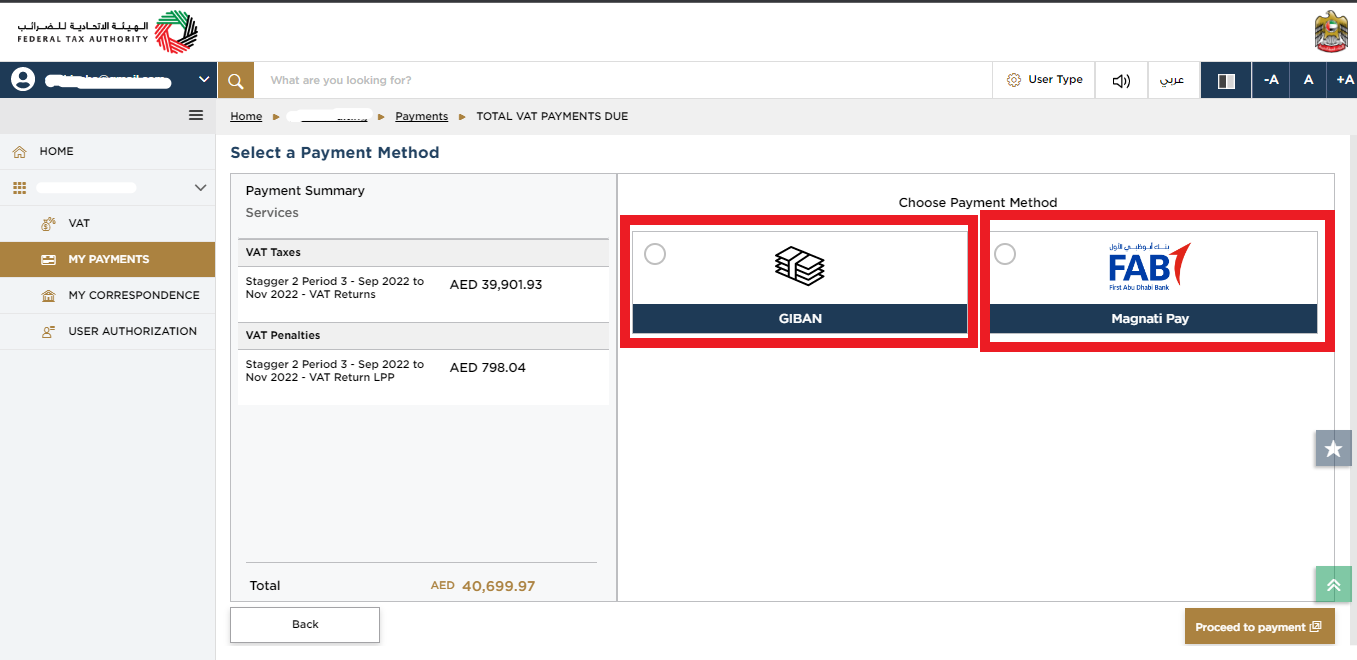 الهيئة الاتحادية للضرائب
FEDERAL TAX AUTHORITY
What are you looking for?
User Type
عربي
-A
A
+A
Home
Payments
TOTAL VAT PAYMENTS DUE
HOME
VAT
MY PAYMENTS
MY CORRESPONDENCE
USER AUTHORIZATION
Select a Payment Method
Payment Summary
Services
VAT Taxes
Stagger 2 Period 3 - Sep 2022 to
Nov 2022 - VAT Returns
AED 39,901.93
VAT Penalties
Stagger 2 Period 3 - Sep 2022 to
Nov 2022 - VAT Return LPP
AED 798.04
Total
AED 40,699.97
Choose Payment Method
GIBAN
بنك أبوظبي الأول
FAB
First Abu Dhabi Bank
Magnati Pay
Back
Proceed to payment